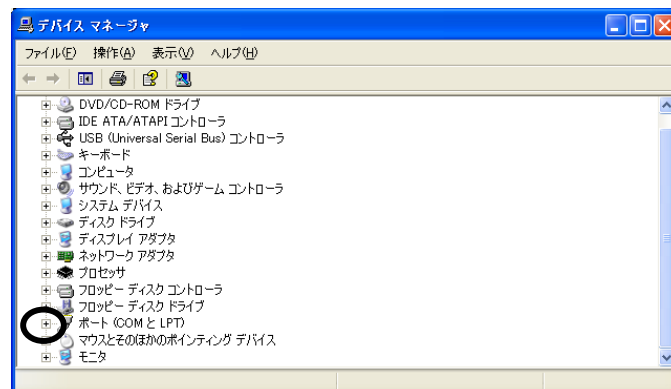 デバイス マネージャ
ファイル(F) 操作(A) 表示(V) ヘルプ(H)
DVD/CD-ROM ドライブ
IDE ATA/ATAPI コントローラ
USB (Universal Serial Bus) コントローラ
キーボード
コンピュータ
サウンド、ビデオ、およびゲーム コントローラ
システム デバイス
ディスク ドライブ
ディスプレイ アダプタ
ネットワーク アダプタ
プロセッサ
フロッピー ディスク コントローラ
フロッピー ディスク ドライブ
ポート (COM と LPT)
マウスとそのほかのポインティング デバイス
モニタ